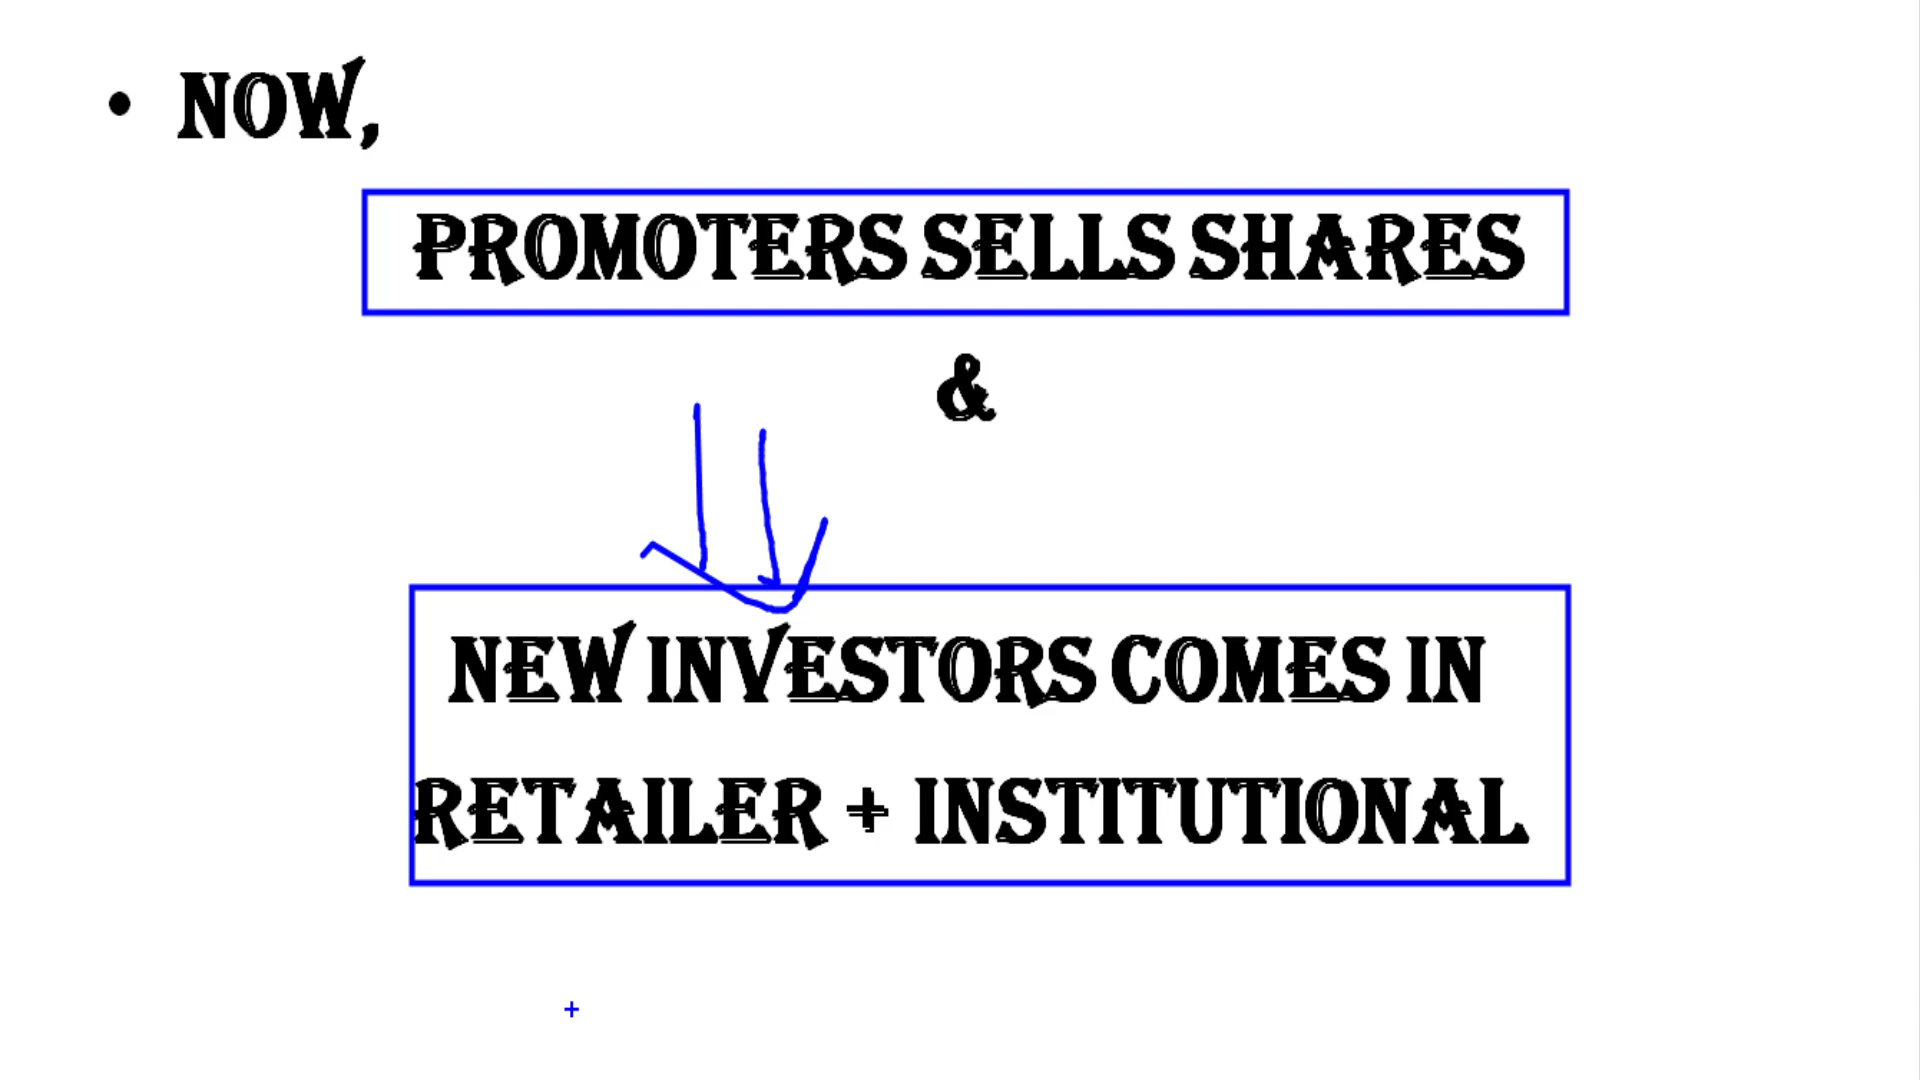 • NOW,
PROMOTERS SELLS SHARES
&
NEW INVESTORS COMES IN
RETAILER + INSTITUTIONAL